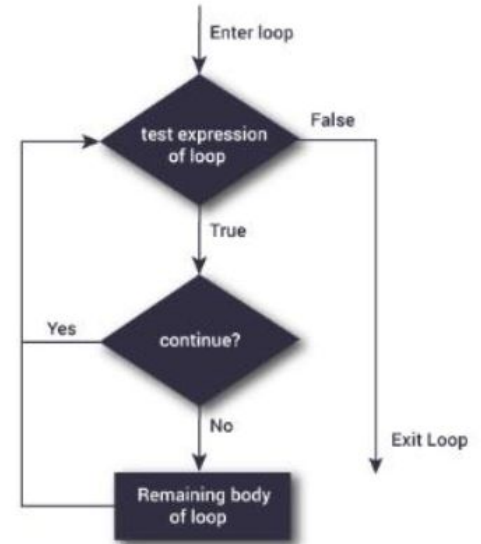 Enter loop
test expression
of loop
False
True
Yes
continue?
No
Exit Loop
Remaining body
of loop